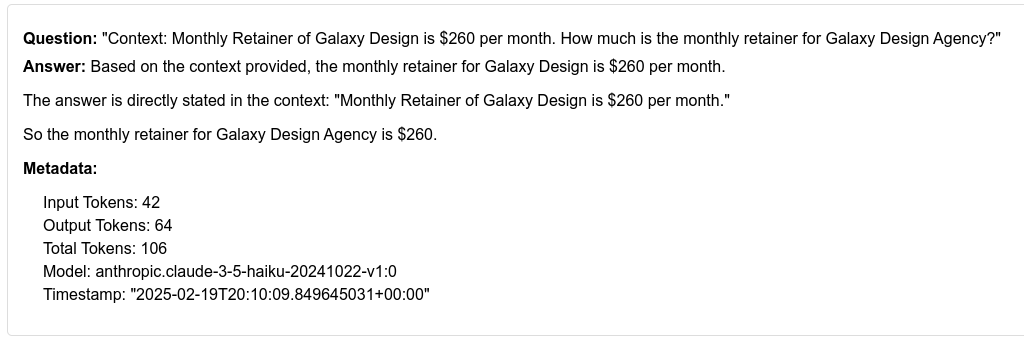 Question: "Context: Monthly Retainer of Galaxy Design is $260 per month. How much is the monthly retainer for Galaxy Design Agency?"
Answer: Based on the context provided, the monthly retainer for Galaxy Design is $260 per month.
The answer is directly stated in the context: "Monthly Retainer of Galaxy Design is $260 per month."
So the monthly retainer for Galaxy Design Agency is $260.
Metadata:
Input Tokens: 42
Output Tokens: 64
Total Tokens: 106
Model: anthropic.claude-3-5-haiku-20241022-v1:0
Timestamp: "2025-02-19T20:10:09.849645031+00:00"